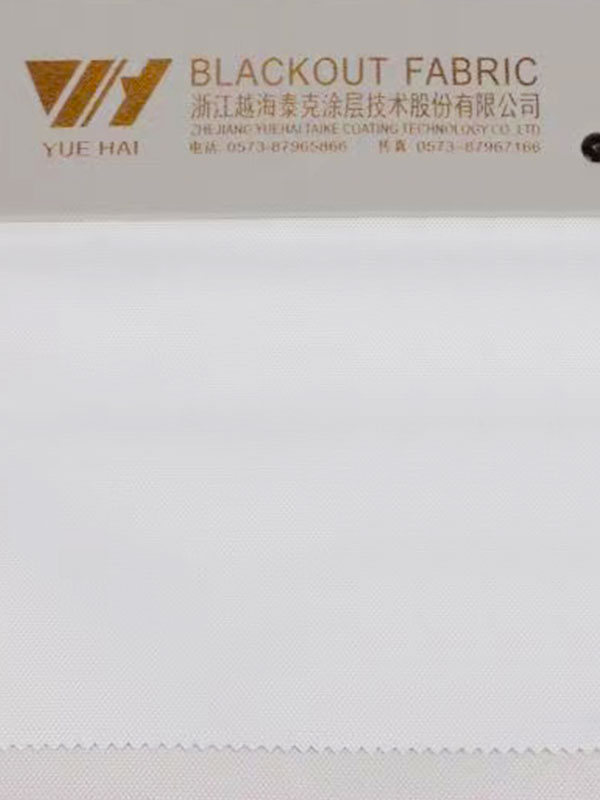 BLACKOUT FABRIC
浙江越海泰克涂层技术股份有限公司
ZHEJIANG YUEHAI TAIKE COATING TECHNOLOGY CO. LTD
电话: 0573-87965866 传真: 0573-87967166
YUE HAI